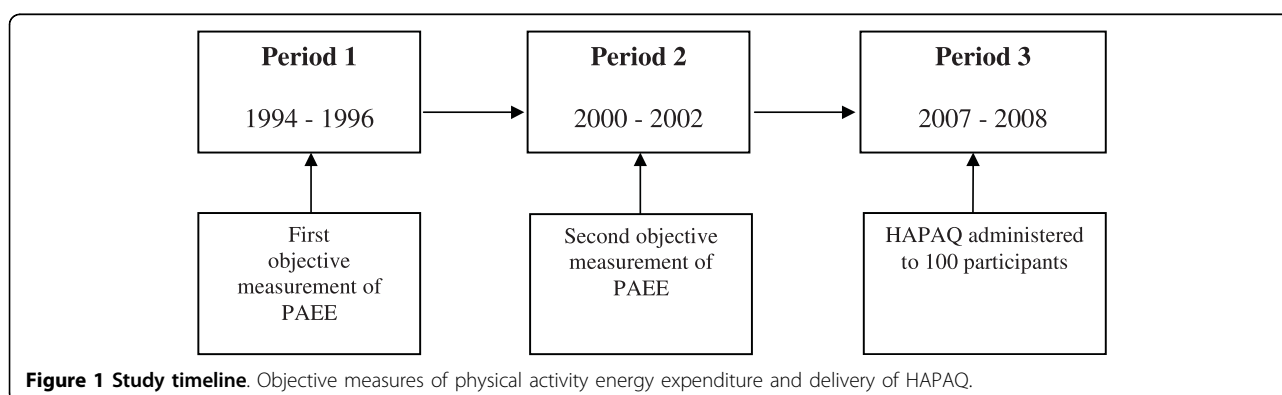 Period 1
1994 - 1996
Period 2
2000 - 2002
Period 3
2007 - 2008
First
objective
measurement of
PAEE
Second objective
measurement of
PAEE
HAPAQ administered
to 100 participants
Figure 1 Study timeline. Objective measures of physical activity energy expenditure and delivery of HAPAQ.